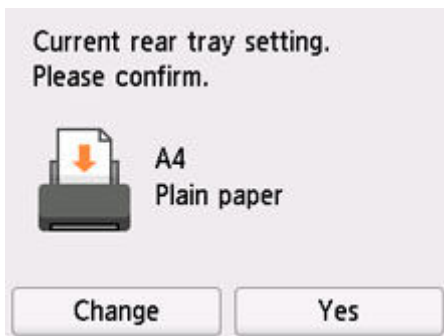 Current rear tray setting.
Please confirm.
A4
Plain paper
Change
Yes